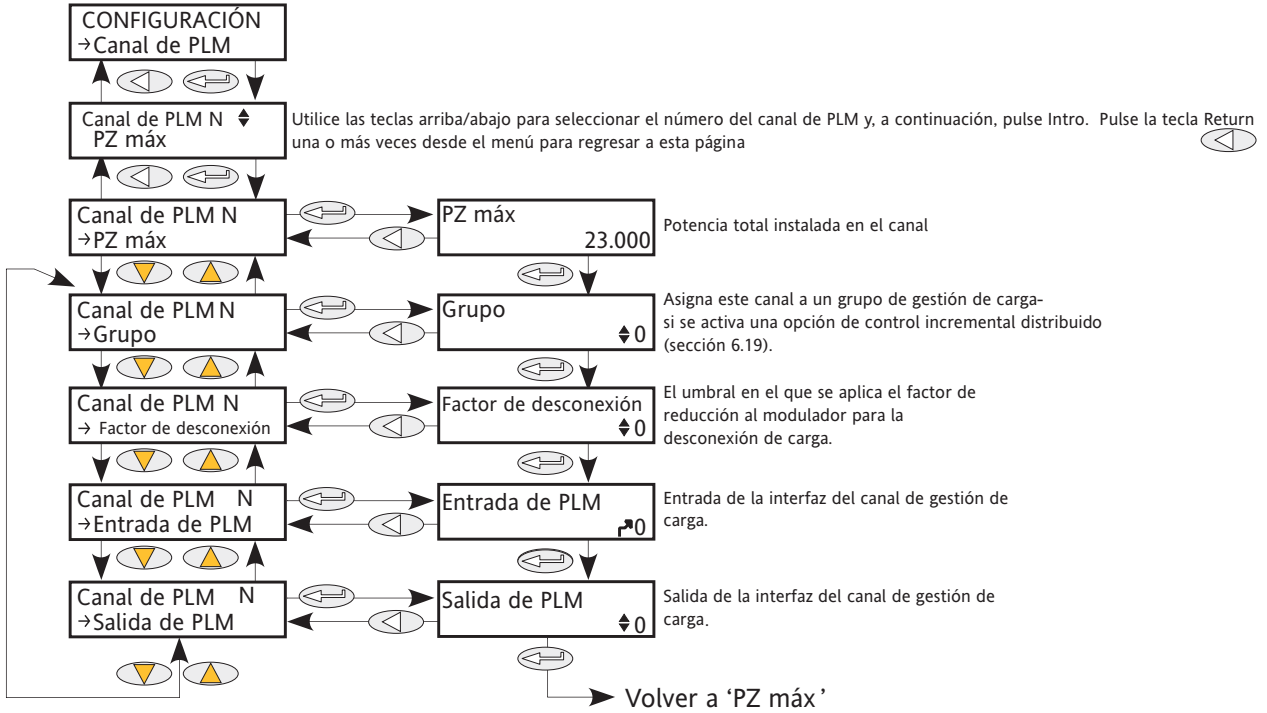 CONFIGURACIÓN
→Canal de PLM
Canal de PLM N
PZ máx
Utilice las teclas arriba/abajo para seleccionar el número del canal de PLM y, a continuación, pulse Intro. Pulse la tecla Return
una o más veces desde el menú para regresar a esta página
Canal de PLM N
→PZ máx
PZ máx
23.000
Potencia total instalada en el canal
Canal de PLM N
→Grupo
Grupo
0
Asigna este canal a un grupo de gestión de carga-
si se activa una opción de control incremental distribuido
(sección 6.19).
Canal de PLM N
→ Factor de desconexión
Factor de desconexión
0
El umbral en el que se aplica el factor de
reducción al modulador para la
desconexión de carga.
Canal de PLM N
→Entrada de PLM
Entrada de PLM
0
Entrada de la interfaz del canal de gestión de
carga.
Canal de PLM N
→Salida de PLM
Salida de PLM
0
Salida de la interfaz del canal de gestión de
carga.
Volver a ‘PZ máx’